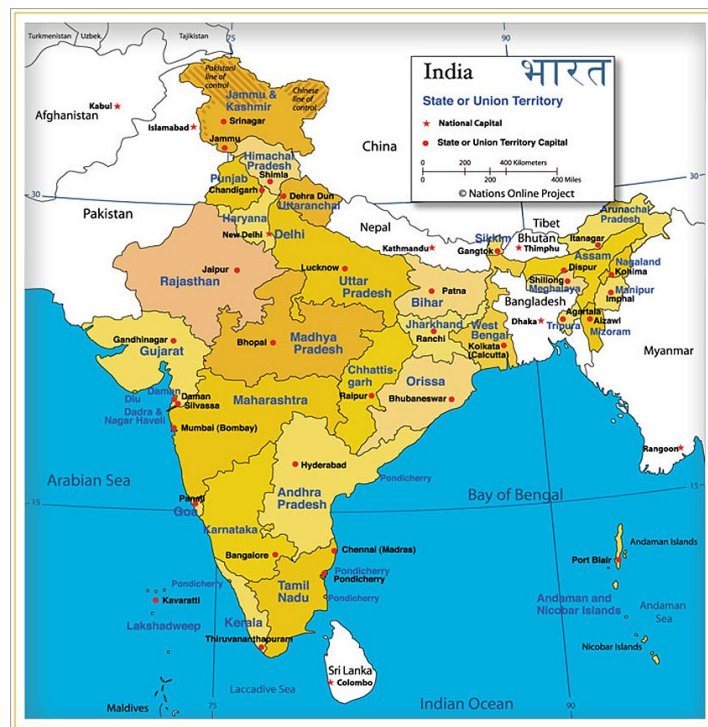 Turkmenistan
Uzbek.
Tajikistan
75
90
India भारत
State or Union Territory
National Capital
State or Union Territory Capital
0 200 400 Kilometers
0 200 400 Miles
© Nations Online Project
Pakistani
line of
control
Chinese
line of
control
Jammu &
Kashmir
Kabul
Afghanistan
Islamabad
Srinagar
Jammu
China
Himachal
Pradesh
Shimla
Punjab
Chandigarh
Dehra Dun
Uttaranchal
30
30
Pakistan
Haryana
New Delhi
Delhi
Nepal
Kathmandu
Sikkim
Gangtok
Tibet
Bhutan
Thimphu
Arunachal
Pradesh
Itanagar
Assam
Dispur
Nagaland
Kohima
Shillong
Meghalaya
Manipur
Imphal
Rajasthan
Jaipur
Lucknow
Uttar
Pradesh
Patna
Bihar
Bangladesh
Dhaka
Agartala
Tripura
Aizawl
Mizoram
Jharkhand
Ranchi
West
Bengal
Kolkata
(Calcutta)
Gandhinagar
Gujarat
Bhopal
Madhya
Pradesh
Myanmar
Chhattis-
garh
Raipur
Orissa
Bhubaneswar
Daman
Diu
Daman
Silvassa
Dadra &
Nagar Haveli
Maharashtra
Mumbai (Bombay)
Rangoon
Hyderabad
Arabian Sea
Andhra
Pradesh
Pondicherry
Bay of Bengal
15
15
Panaji
Goa
Karnataka
Bangalore
Chennai (Madras)
Pondicherry
Pondicherry
Pondicherry
Pondicherry
Tamil
Nadu
Kavaratti
Lakshadweep
Kerala
Thiruvananthapuram
Andaman Islands
Port Blair
Andaman and
Nicobar Islands
Andaman
Sea
Nicobar Islands
Sri Lanka
Colombo
Laccadive Sea
Maldives
75
Indian Ocean
90